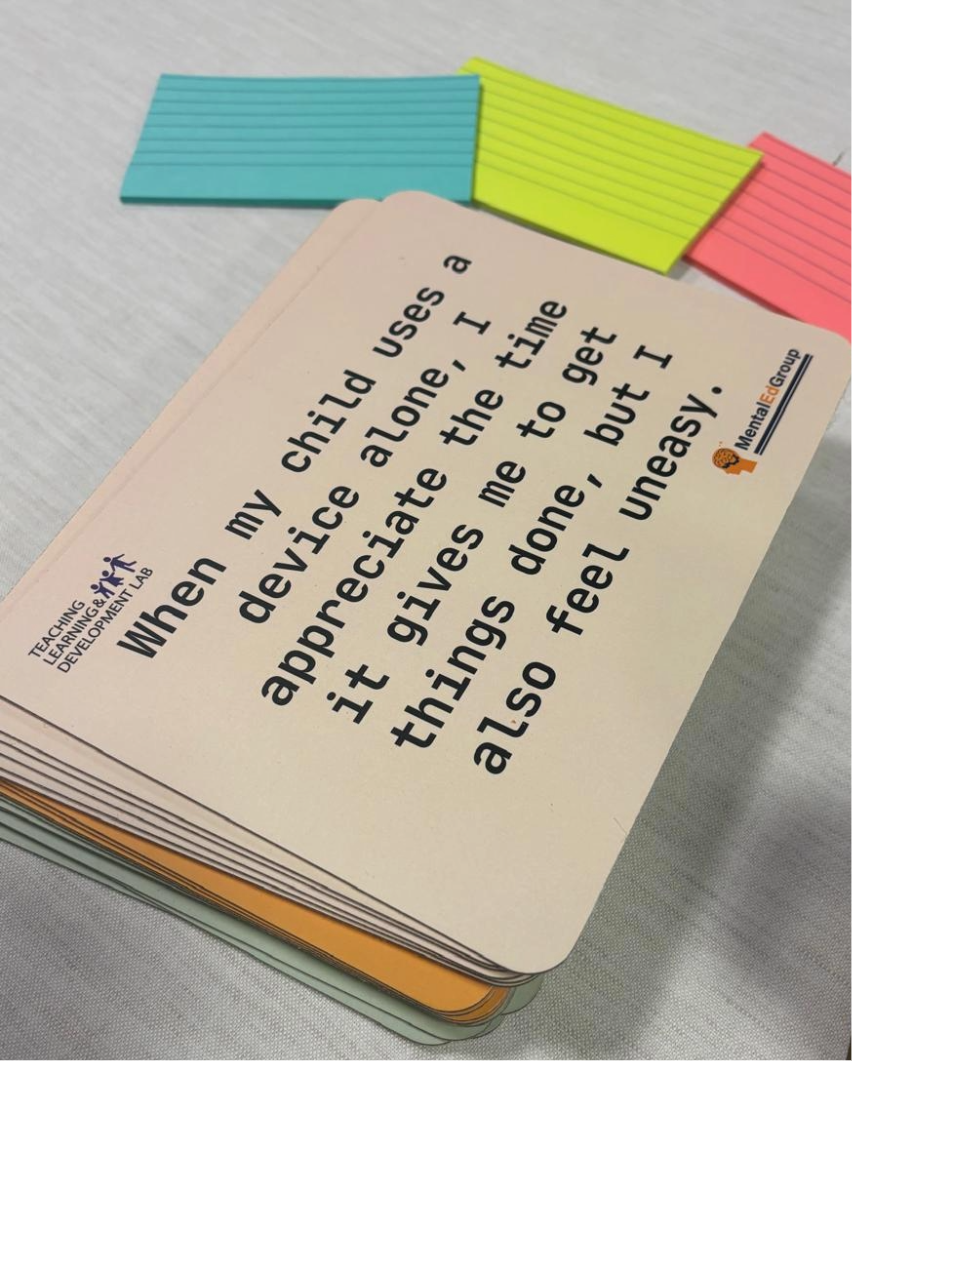 TEACHING
LEARNING &
DEVELOPMENT LAB
When my child uses a
device alone, I
appreciate the time
it gives me to get
things done, but I
also feel uneasy.
MentalEdGroup